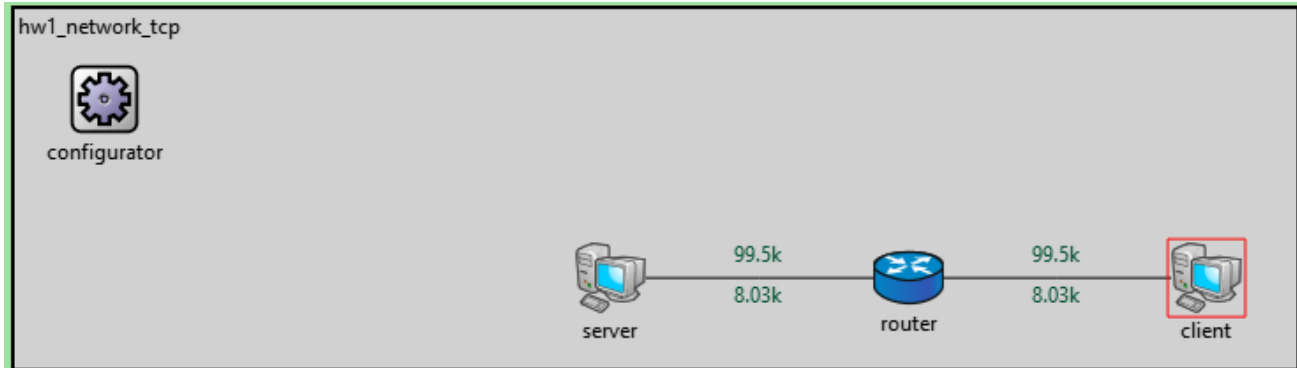 hw1_network_tcp
configurator
99.5k
99.5k
8.03k
8.03k
server
router
client